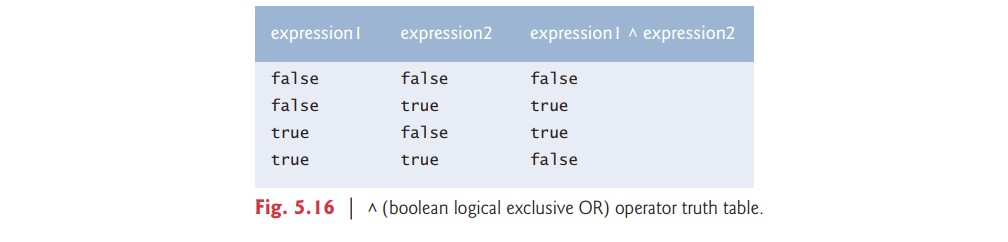 expression1 expression2 expression1 ^ expression2
false false false
false true true
true false true
true true false
Fig. 5.16 | ^ (boolean logical exclusive OR) operator truth table.